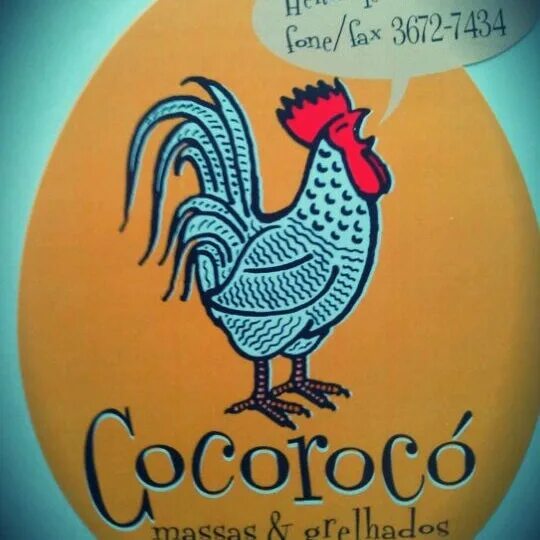 fone/fax 3672-7434
Cocorocó
massas & grelhados